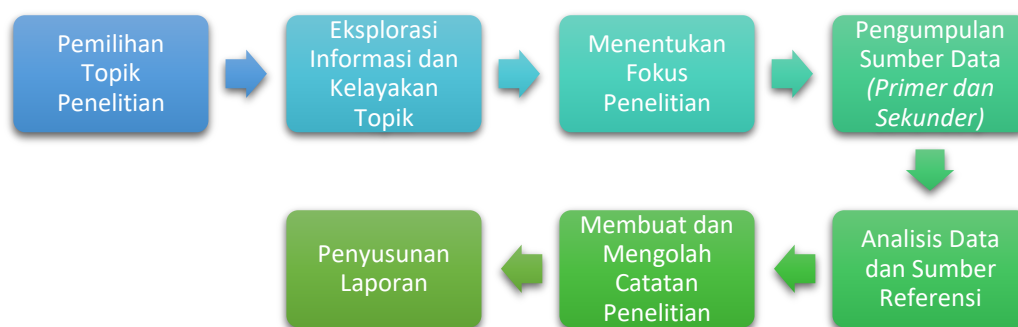 Pemilihan
Topik
Penelitian
Eksplorasi
Informasi dan
Kelayakan
Topik
Menentukan
Fokus
Penelitian
Pengumpulan
Sumber Data
(Primer dan
Sekunder)
Analisis Data
dan Sumber
Referensi
Membuat dan
Mengolah
Catatan
Penelitian
Penyusunan
Laporan